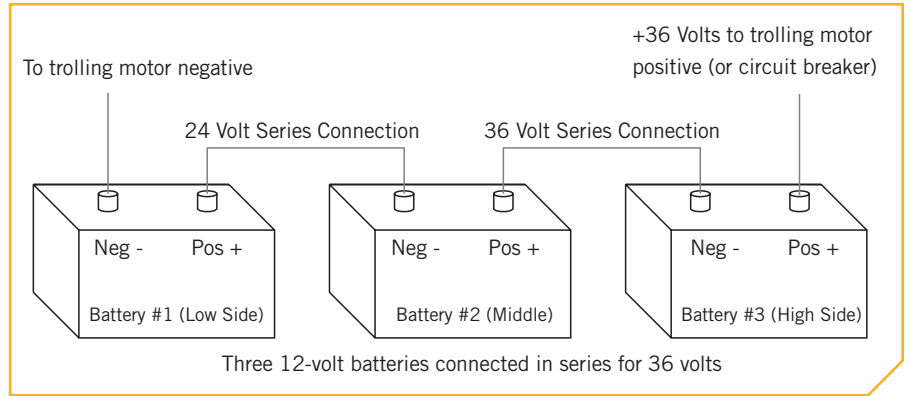 +36 Volts to trolling motor
positive (or circuit breaker)
To trolling motor negative
24 Volt Series Connection
36 Volt Series Connection
Neg -
Pos +
Neg -
Pos +
Neg -
Pos +
Battery #1 (Low Side)
Battery #2 (Middle)
Battery #3 (High Side)
Three 12-volt batteries connected in series for 36 volts